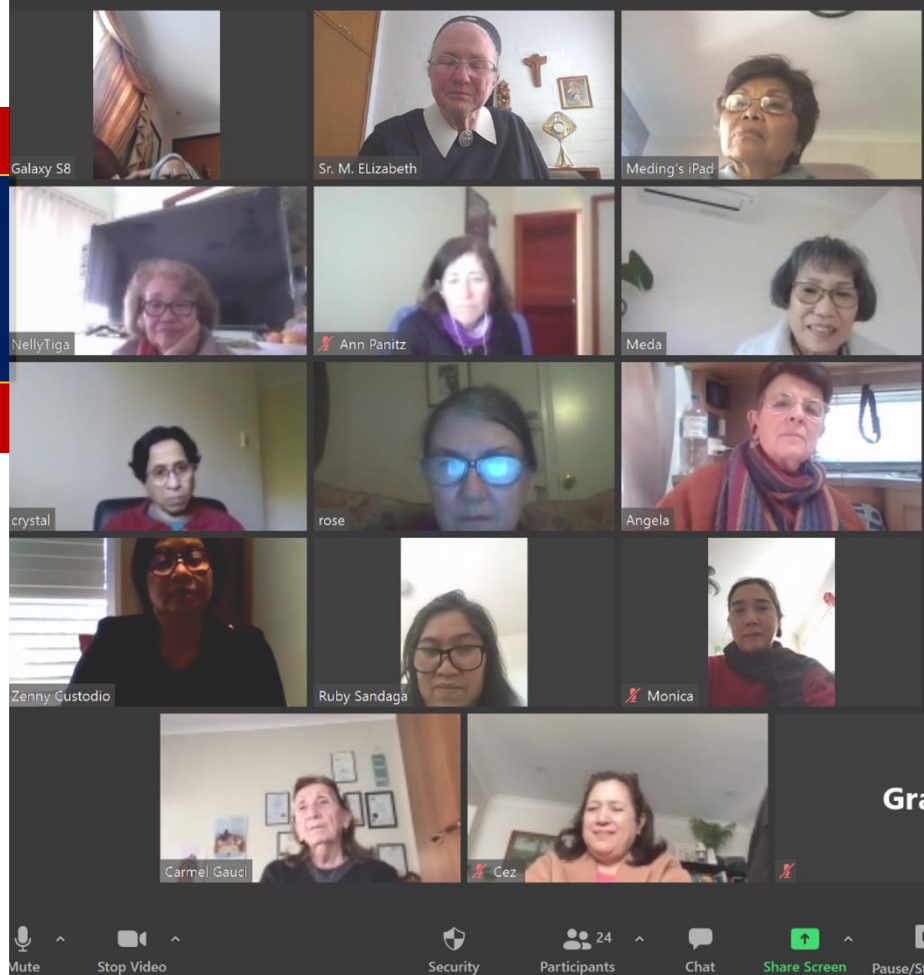 Galaxy S8
Sr. M. ELizabeth
Meding's iPad
NellyTiga
Ann Panitz
Meda
crystal
rose
Angela
Zenny Custodio
Ruby Sandaga
Monica
Carmel Gauci
Cez
Gra
Mute
Stop Video
Security
24
Participants
Chat
Share Screen
Pause/S